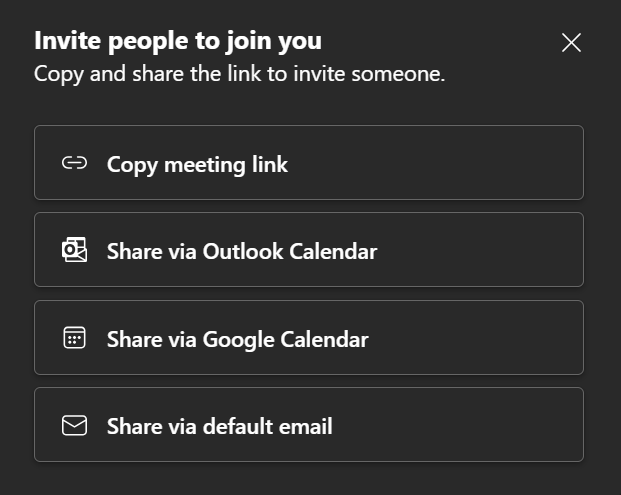 Invite people to join you
Copy and share the link to invite someone.
Copy meeting link
Share via Outlook Calendar
Share via Google Calendar
Share via default email